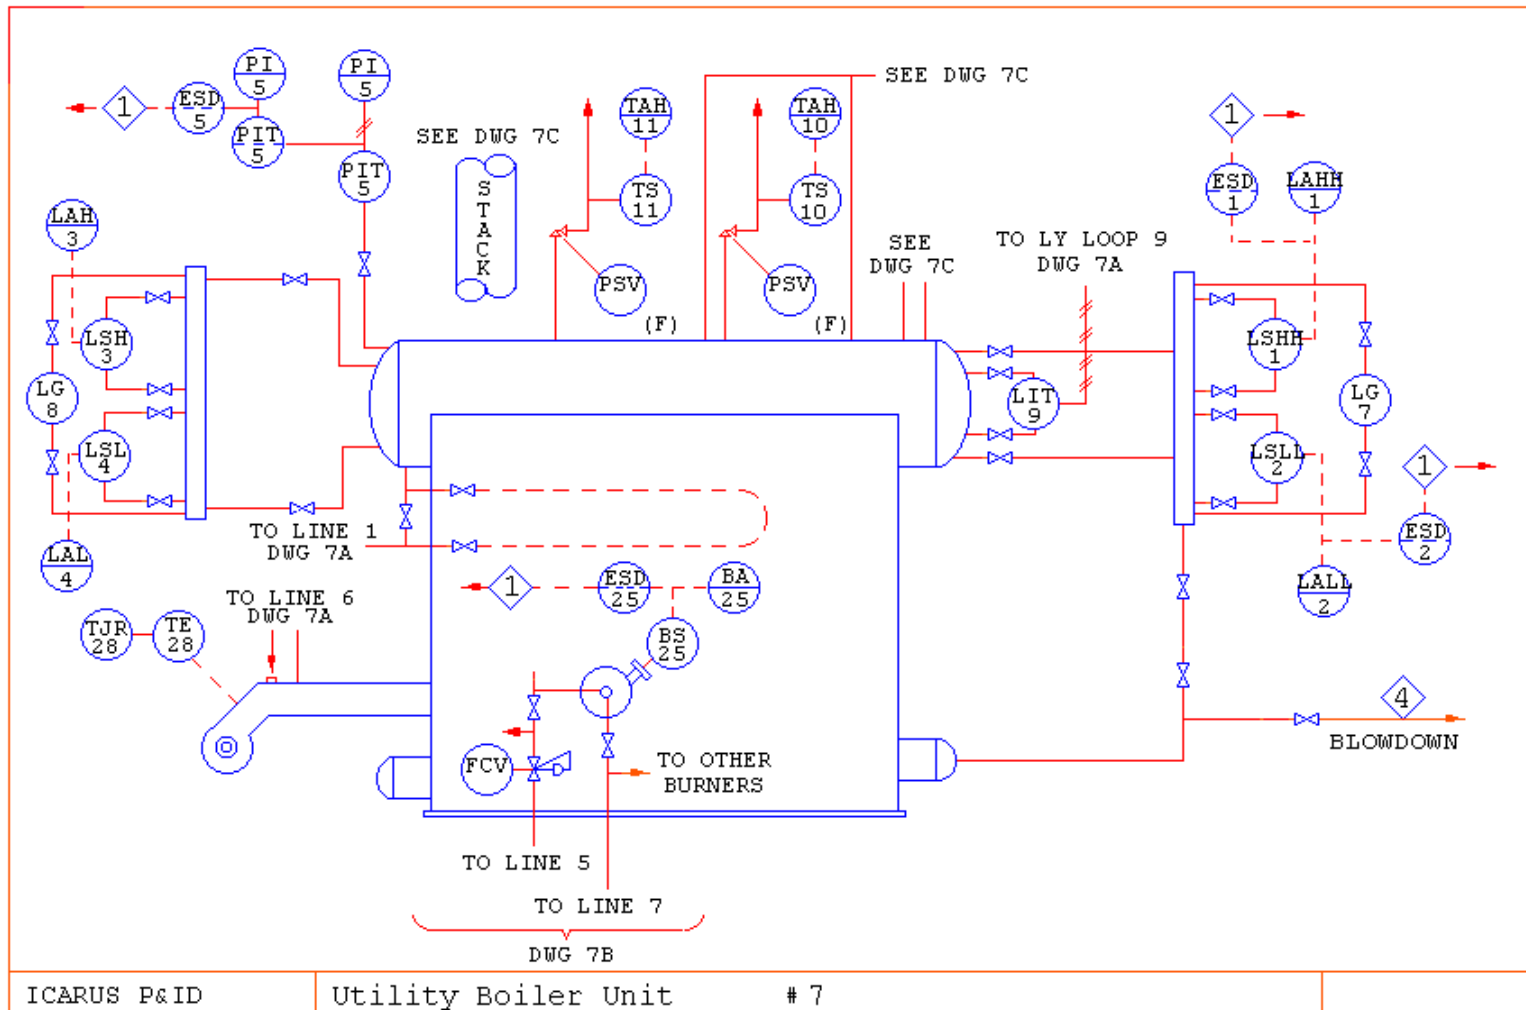 PI
5
PI
5
ESD
5
1
PIT
5
PIT
5
SEE DWG 7C
STACK
TAH
11
TS
11
PSV
(F)
TAH
10
TS
10
PSV
(F)
SEE DWG 7C
SEE
DWG 7C
TO LY LOOP 9
DWG 7A
1
ESD
1
LAHH
1
LAH
3
LSH
3
LG
8
LSL
4
LAL
4
LIT
9
LSHH
1
LG
7
LSLL
2
1
ESD
2
LALL
2
TO LINE 1
DWG 7A
TO LINE 6
DWG 7A
TJR
28
TE
28
1
ESD
25
BA
25
BS
25
FCV
TO OTHER
BURNERS
4
BLOWDOWN
TO LINE 5
TO LINE 7
DWG 7B
ICARUS P&ID
Utility Boiler Unit # 7